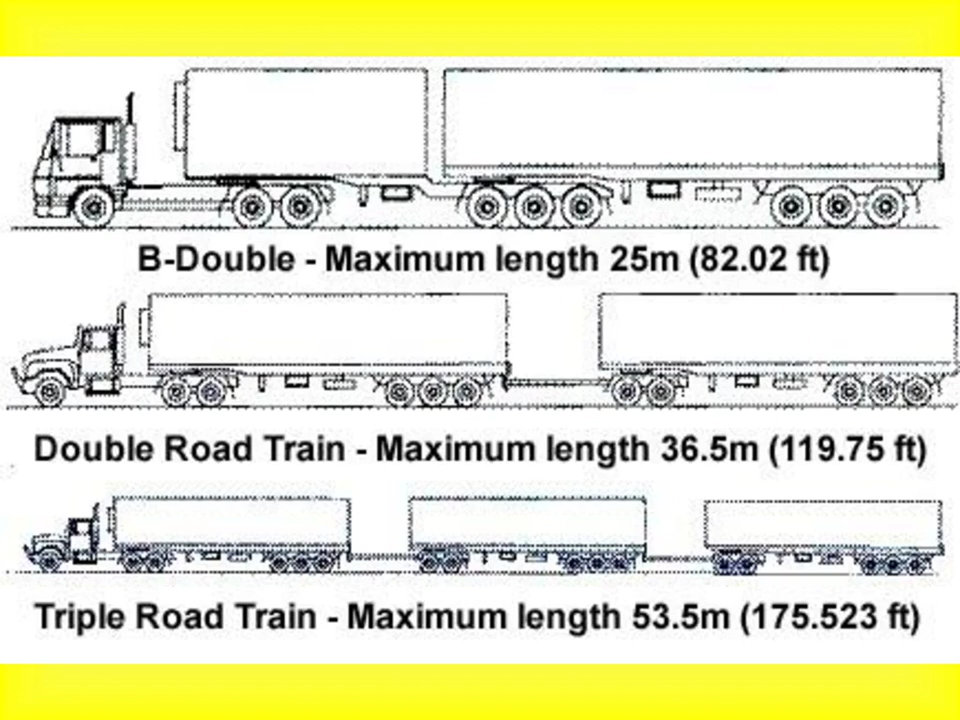 B-Double - Maximum length 25m (82.02 ft)
Double Road Train - Maximum length 36.5m (119.75 ft)
Triple Road Train - Maximum length 53.5m (175.523 ft)